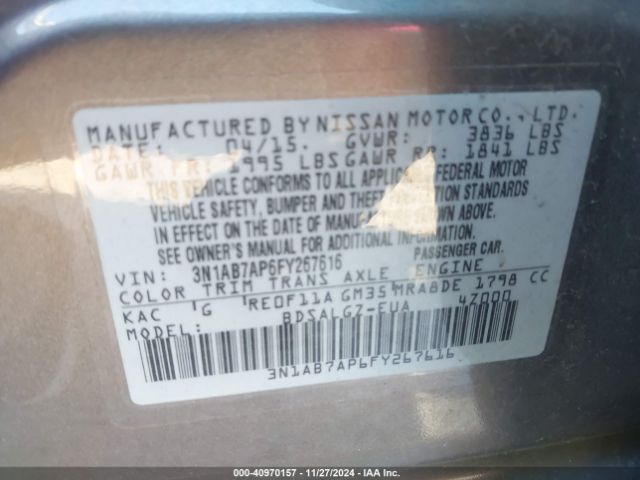 MANUFACTURED BY NISSAN MOTOR CO., LTD.
DATE: 04/15. GVWR: 3836 LBS
GAWR FR: 1995 LBS GAWR RR: 1841 LBS
THIS VEHICLE CONFORMS TO ALL FEDERAL MOTOR
VEHICLE SAFETY, BUMPER AND THEFT PREVENTION STANDARDS
IN EFFECT ON THE DATE OF SHOWN ABOVE.
SEE OWNER'S MANUAL FOR ADDITIONAL INFORMATION.
VIN: 3N1AB7AP6FY267616 PASSENGER CAR.
COLOR TRIM TRANS AXLE ENGINE
KAC G RE0F11A GM35 MRA8DE 1798 CC
MODEL: BDSALGZ-EUA 4Z000
3N1AB7AP6FY267616
000-40970157 - 11/27/2024 - IAA Inc.